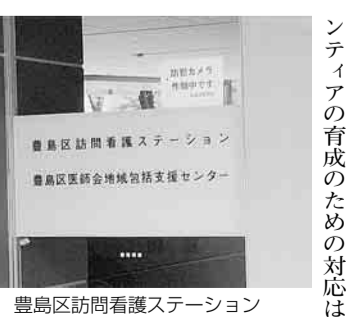 ンティアの育成のための対応は
防犯カメラ
作動中です
豊島区訪問看護ステーション
豊島区医師会地域包括支援センター
豊島区訪問看護ステーション